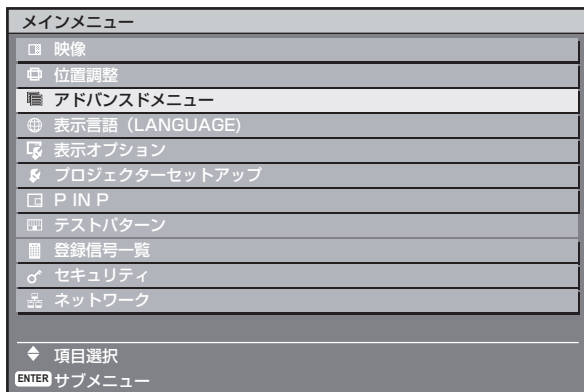 メインメニュー
映像
位置調整
アドバンスドメニュー
表示言語（LANGUAGE)
表示オプション
プロジェクターセットアップ
P IN P
テストパターン
登録信号一覧
セキュリティ
ネットワーク
項目選択
ENTER サブメニュー